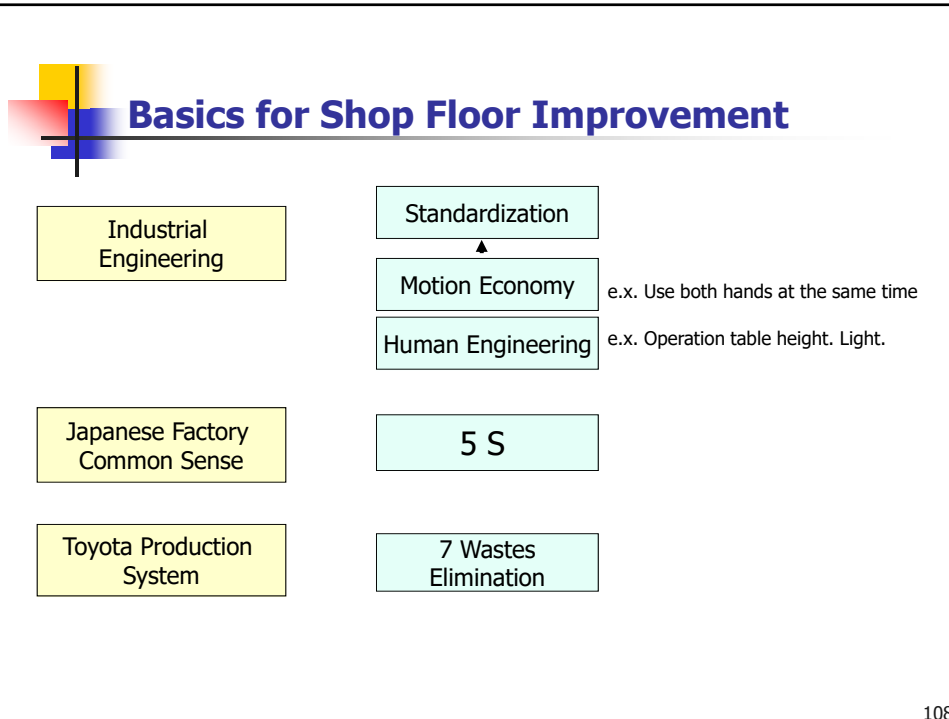 Basics for Shop Floor Improvement
Industrial
Engineering
Standardization
Motion Economy
e.x. Use both hands at the same time
Human Engineering
e.x. Operation table height. Light.
Japanese Factory
Common Sense
5 S
Toyota Production
System
7 Wastes
Elimination
108